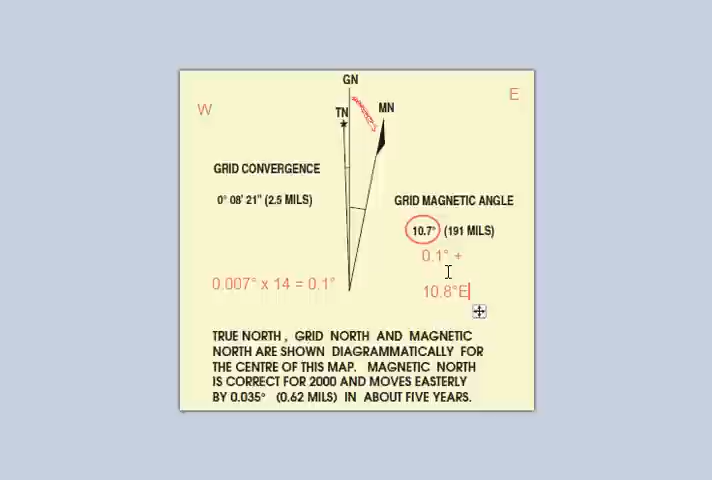 GN
W
E
TN
MN
GRID CONVERGENCE
0° 08' 21" (2.5 MILS)
GRID MAGNETIC ANGLE
10.7° (191 MILS)
0.1° +
0.007° x 14 = 0.1°
10.8°E
TRUE NORTH, GRID NORTH AND MAGNETIC
NORTH ARE SHOWN DIAGRAMMATICALLY FOR
THE CENTRE OF THIS MAP. MAGNETIC NORTH
IS CORRECT FOR 2000 AND MOVES EASTERLY
BY 0.035° (0.62 MILS) IN ABOUT FIVE YEARS.